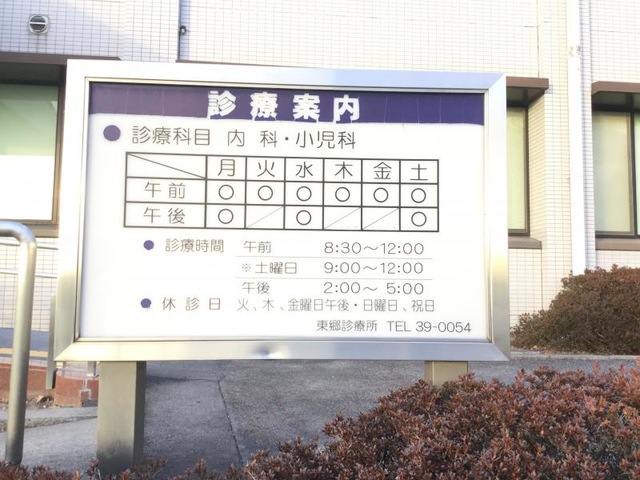 診療案内
●診療科目 内 科・小児科
月 火 水 木 金 土
午前 ○ ○ ○ ○ ○ ○
午後 ○ ／ ○ ／ ／ ○
●診療時間 午前 8:30～12:00
※土曜日 9:00～12:00
午後 2:00～ 5:00
●休 診 日 火、木、金曜日午後・日曜日、祝日
東郷診療所 TEL 39-0054